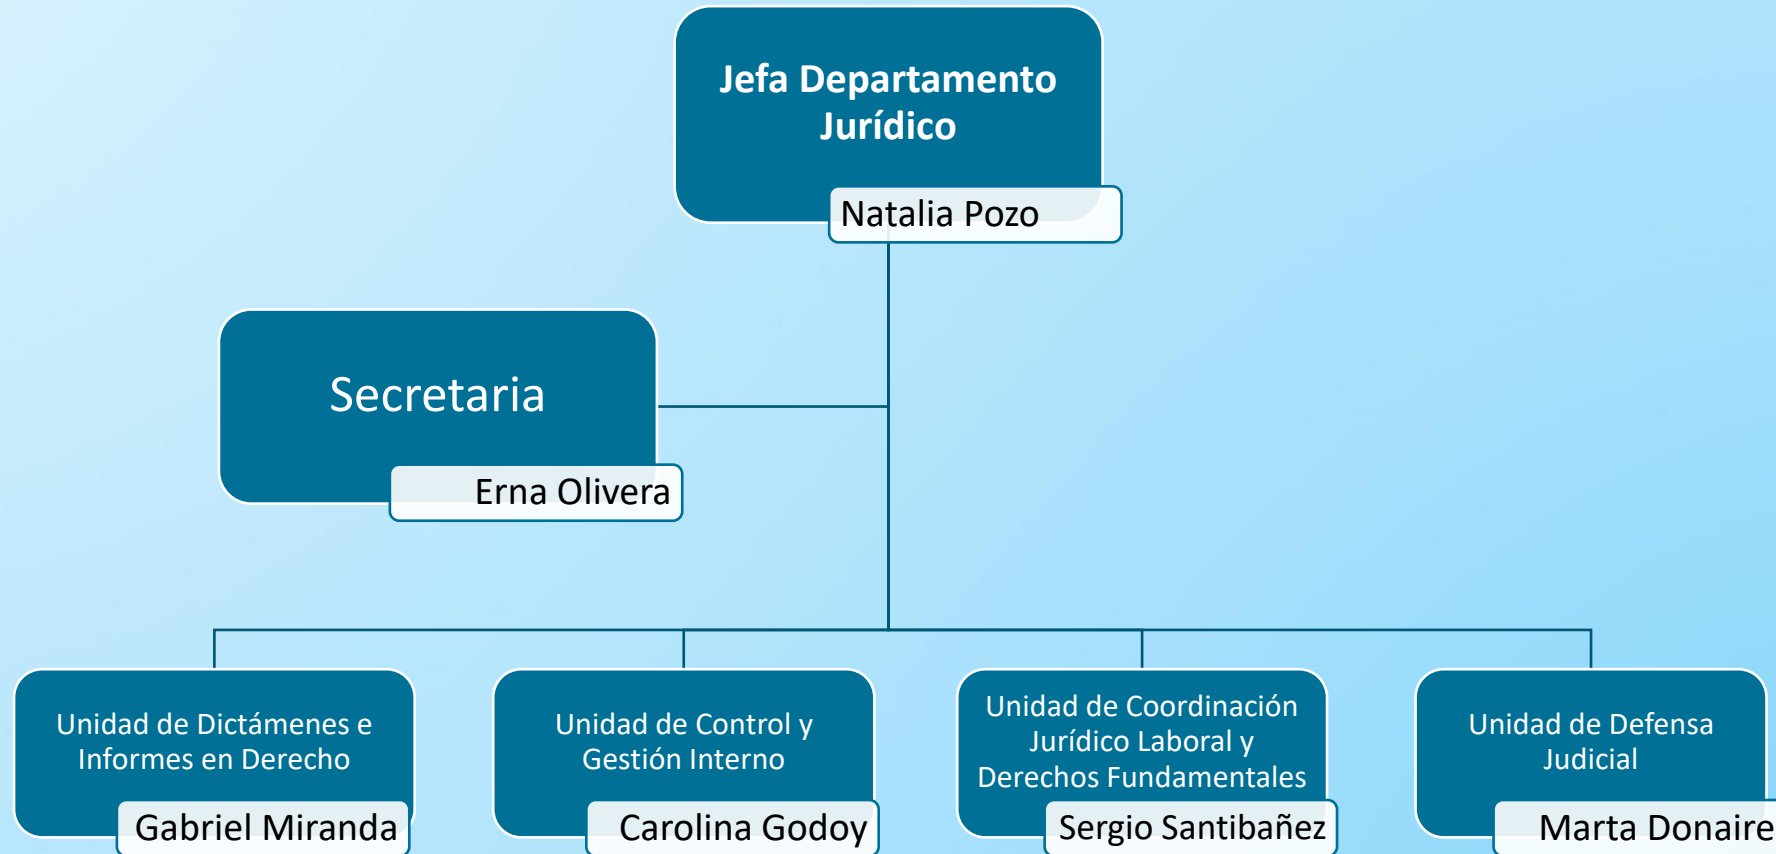 Jefa Departamento
Jurídico
Natalia Pozo
Secretaria
Erna Olivera
Unidad de Dictámenes e
Informes en Derecho
Gabriel Miranda
Unidad de Control y
Gestión Interno
Carolina Godoy
Unidad de Coordinación
Jurídico Laboral y
Derechos Fundamentales
Sergio Santibañez
Unidad de Defensa
Judicial
Marta Donaire